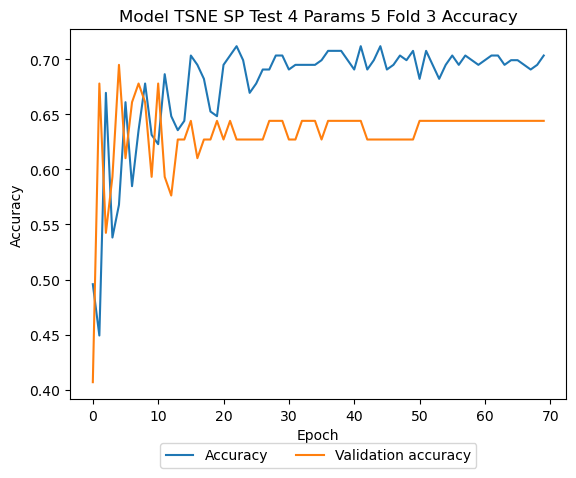 Model TSNE SP Test 4 Params 5 Fold 3 Accuracy
0.70
0.65
0.60
0.55
0.50
0.45
0.40
Accuracy
0 10 20 30 40 50 60 70
Epoch
Accuracy Validation accuracy